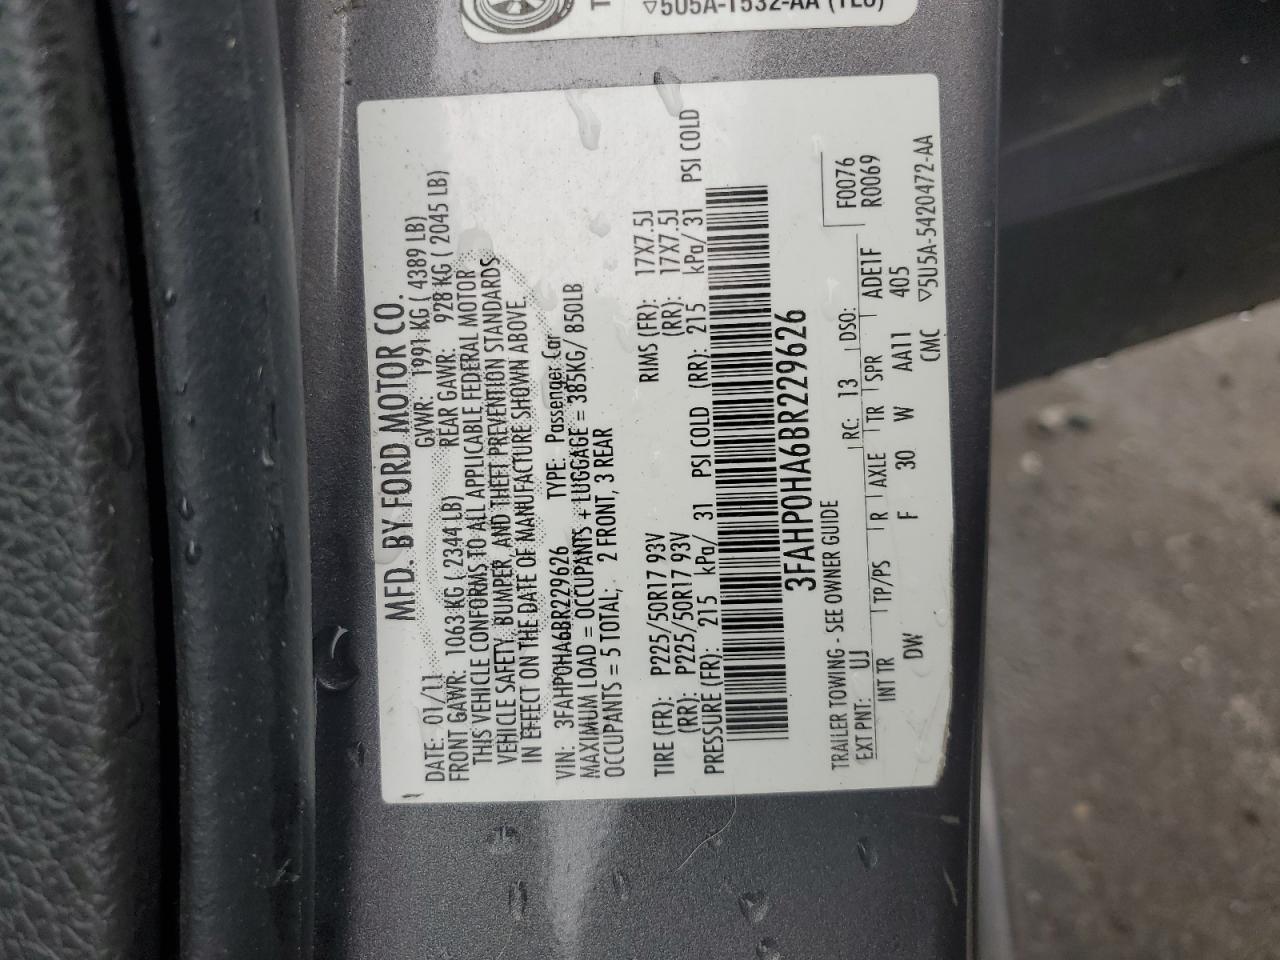 ▽5U5A-1532-AA (TEO)
MFD. BY FORD MOTOR CO.
DATE: 01/11 GVWR: 1991 KG ( 4389 LB)
FRONT GAWR: 1063 KG ( 2344 LB) REAR GAWR: 928 KG ( 2045 LB)
THIS VEHICLE CONFORMS TO ALL APPLICABLE FEDERAL MOTOR
VEHICLE SAFETY, BUMPER, AND THEFT PREVENTION STANDARDS
IN EFFECT ON THE DATE OF MANUFACTURE SHOWN ABOVE.
VIN: 3FAHP0HA6BR229626 TYPE: Passenger Car
MAXIMUM LOAD = OCCUPANTS + LUGGAGE = 385KG/ 850LB
OCCUPANTS = 5 TOTAL, 2 FRONT, 3 REAR
TIRE (FR): P225/50R17 93V RIMS (FR): 17X7.5J
(RR): P225/50R17 93V (RR): 17X7.5J
PRESSURE (FR): 215 kPa/ 31 PSI COLD (RR): 215 kPa/ 31 PSI COLD
3FAHP0HA6BR229626
TRAILER TOWING - SEE OWNER GUIDE F0076
EXT PNT: UJ RC: 13 DSO: R0069
INT TR TP/PS R AXLE TR SPR ADE1F
DW F 30 W AA11 405
CMC ▽5U5A-5420472-AA